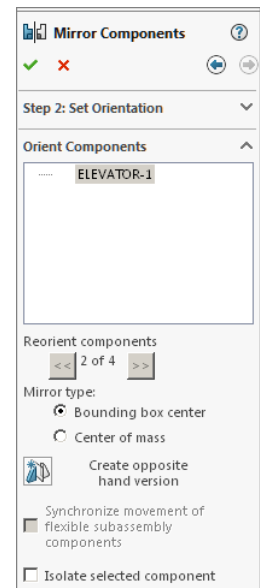 Mirror Components
?
Step 2: Set Orientation
Orient Components
ELEVATOR-1
Reorient components
<< 2 of 4 >>
Mirror type:
Bounding box center
Center of mass
Create opposite
hand version
Synchronize movement of
flexible subassembly
components
Isolate selected component